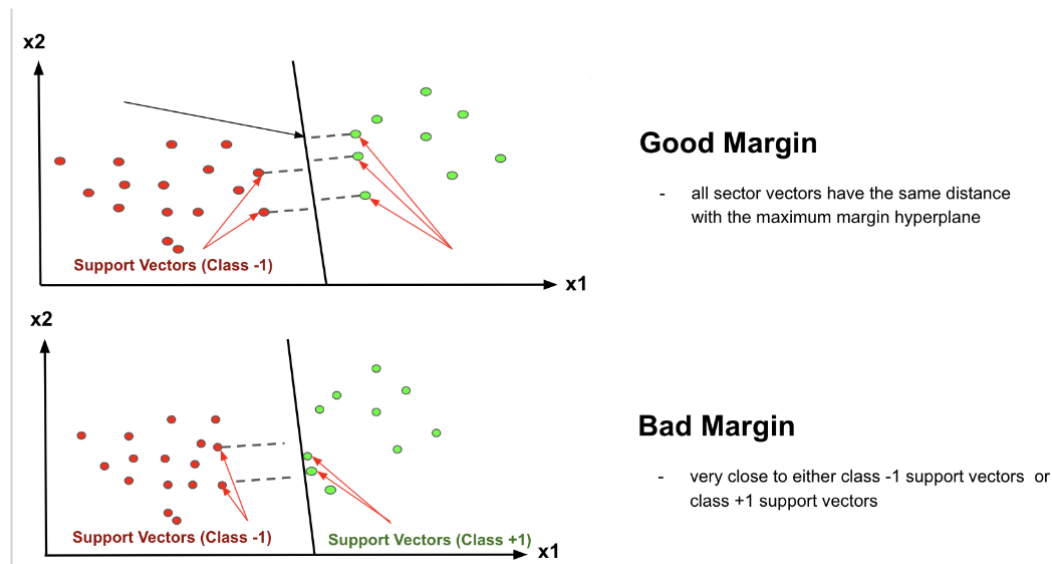 x2
Good Margin
- all sector vectors have the same distance
with the maximum margin hyperplane
Support Vectors (Class -1)
x1
x2
Bad Margin
- very close to either class -1 support vectors or
class +1 support vectors
Support Vectors (Class -1)
Support Vectors (Class +1)
x1